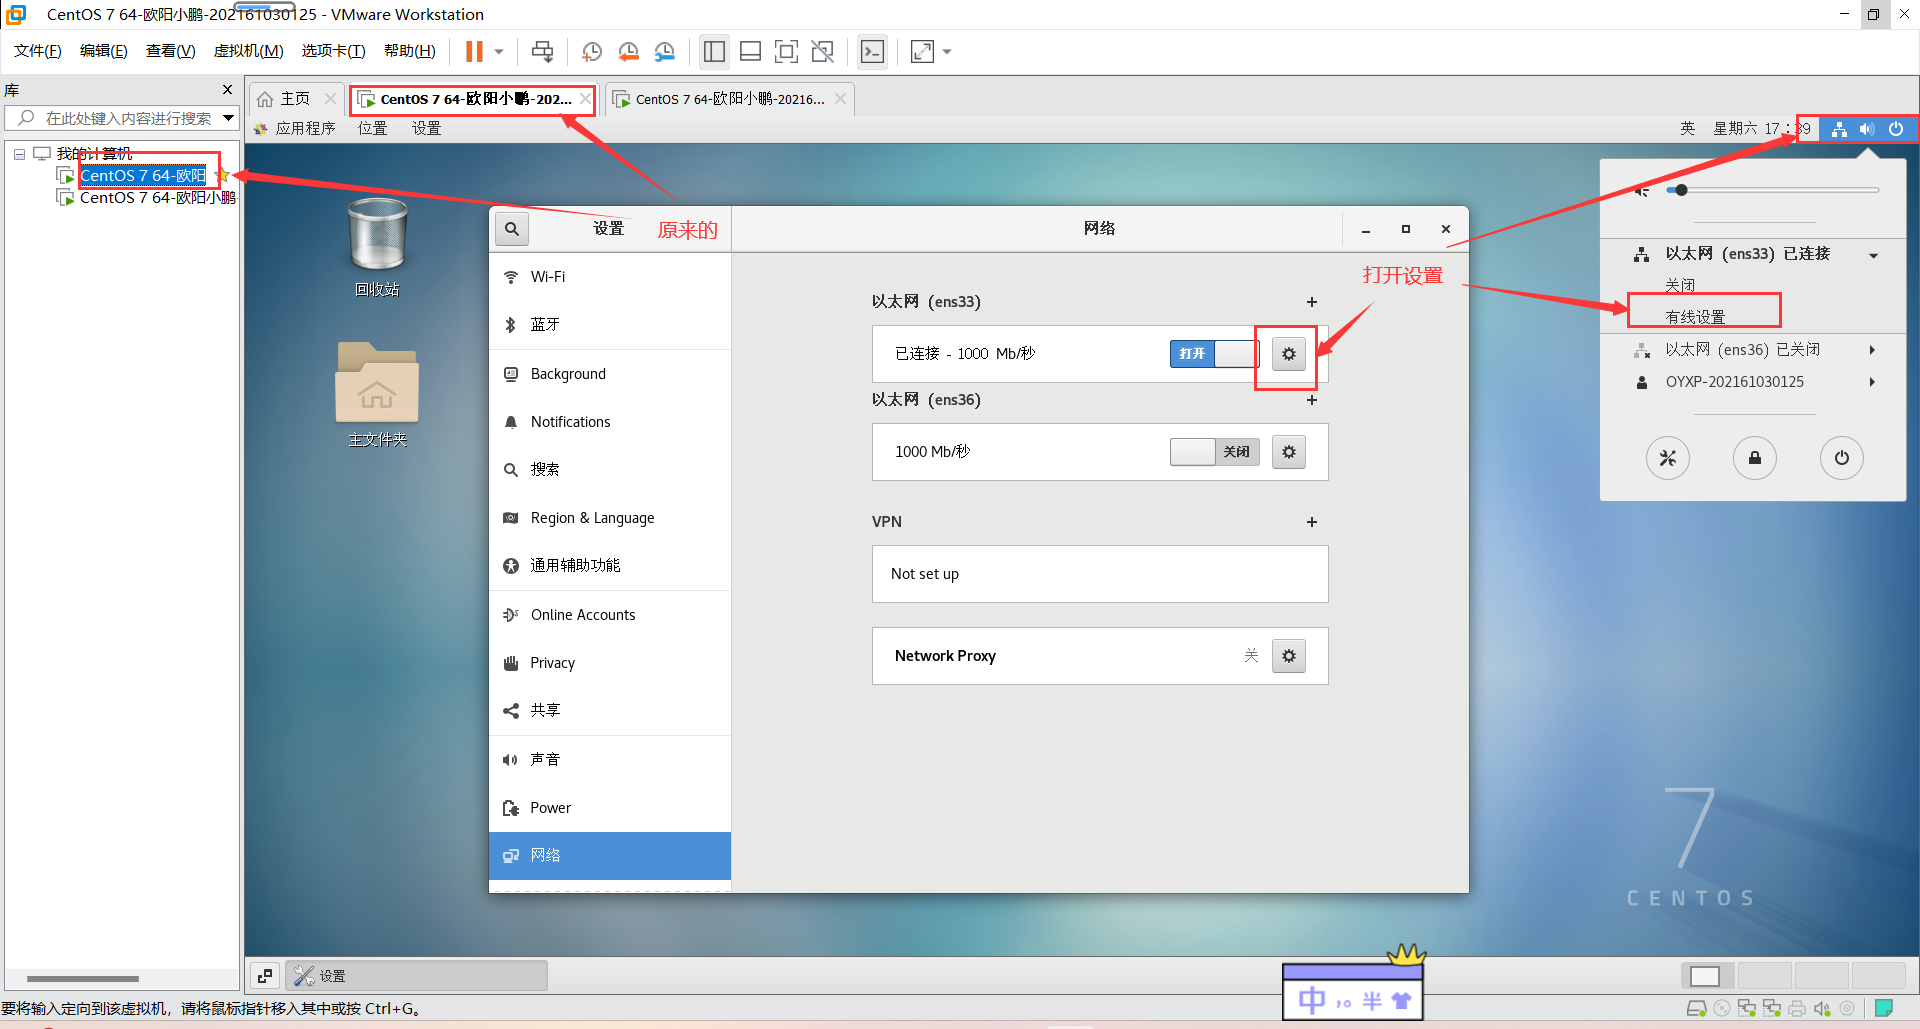 CentOS 7 64-欧阳小鹏-202161030125 - VMware Workstation
文件(F) 编辑(E) 查看(V) 虚拟机(M) 选项卡(T) 帮助(H)
库
在此处键入内容进行搜索
我的计算机
CentOS 7 64-欧阳
CentOS 7 64-欧阳小鹏-
主页
CentOS 7 64-欧阳小鹏-202...
CentOS 7 64-欧阳小鹏-20216...
应用程序 位置 设置
英 星期六 17:39
回收站
主文件夹
设置
原来的
网络
Wi-Fi
蓝牙
Background
Notifications
搜索
Region & Language
通用辅助功能
Online Accounts
Privacy
共享
声音
Power
网络
打开设置
以太网 (ens33)
已连接 - 1000 Mb/秒
打开
以太网 (ens36)
1000 Mb/秒
关闭
VPN
Not set up
Network Proxy
关
以太网 (ens33) 已连接
关闭
有线设置
以太网 (ens36) 已关闭
OYXP-202161030125
7
CENTOS
设置
中 ,。半
要将输入定向到该虚拟机，请将鼠标指针移入其中或按 Ctrl+G。